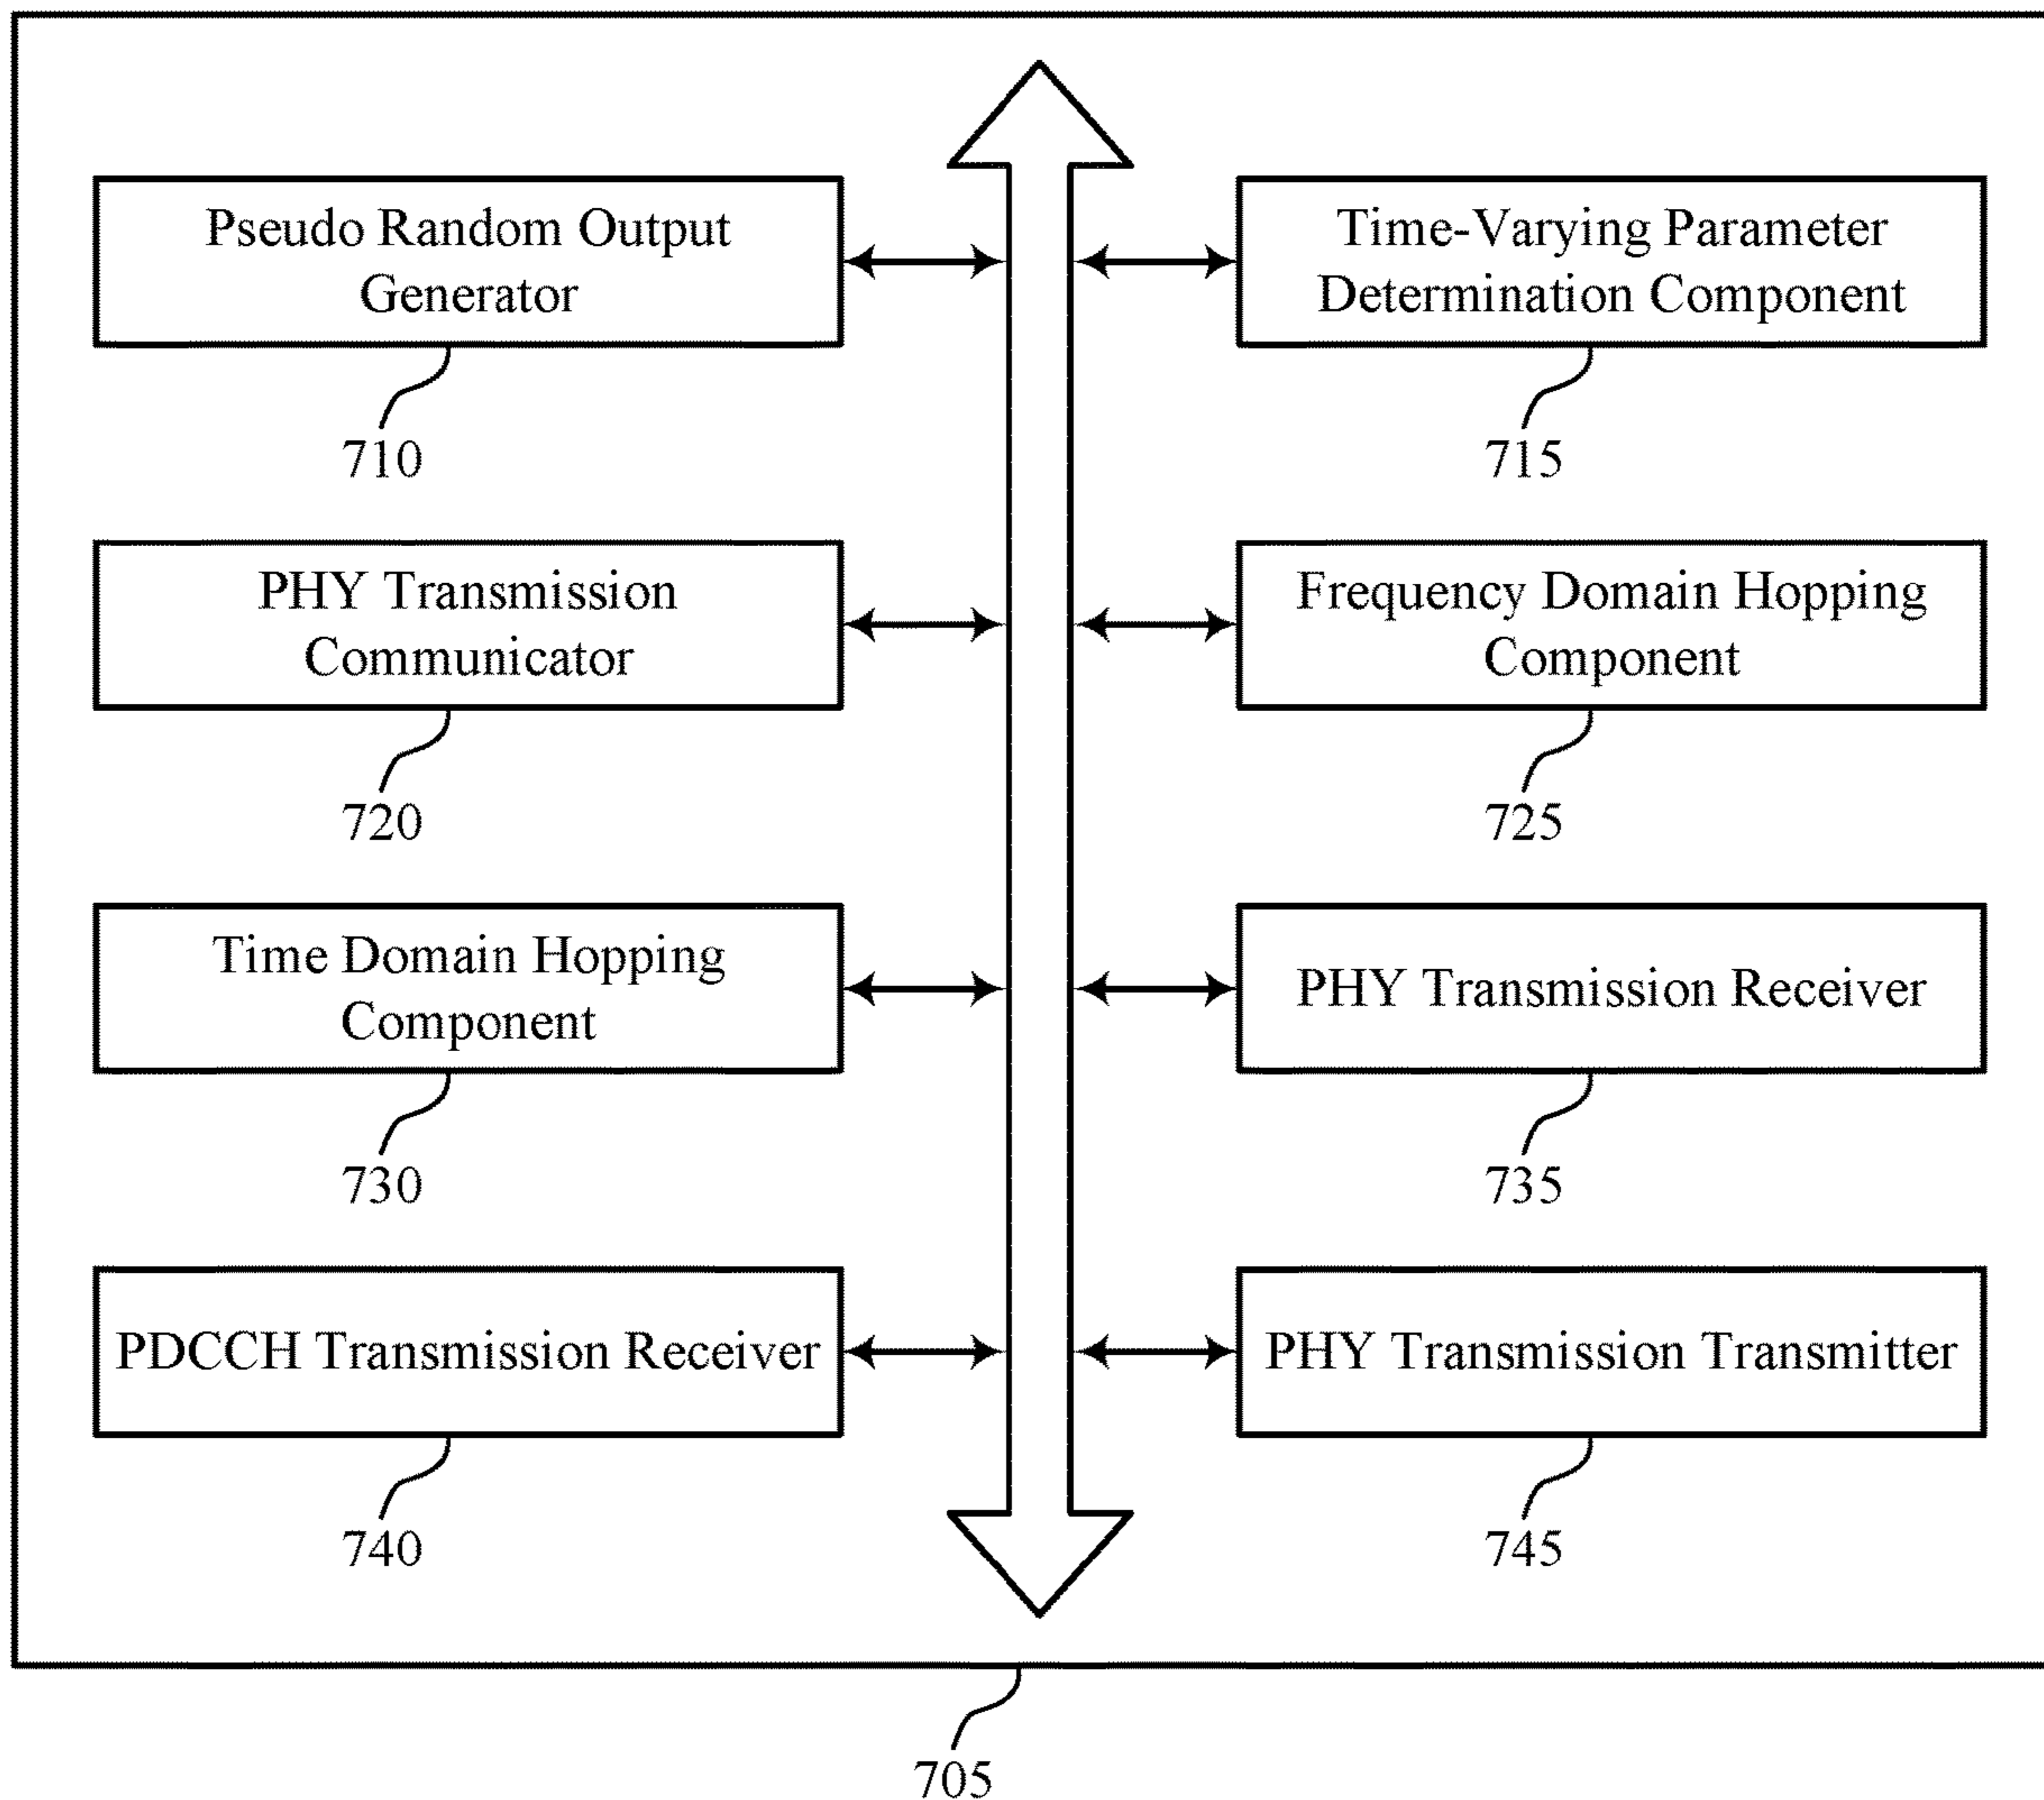 Pseudo Random Output
Generator
710
Time-Varying Parameter
Determination Component
715
PHY Transmission
Communicator
720
Frequency Domain Hopping
Component
725
Time Domain Hopping
Component
730
PHY Transmission Receiver
735
PDCCH Transmission Receiver
740
PHY Transmission Transmitter
745
705